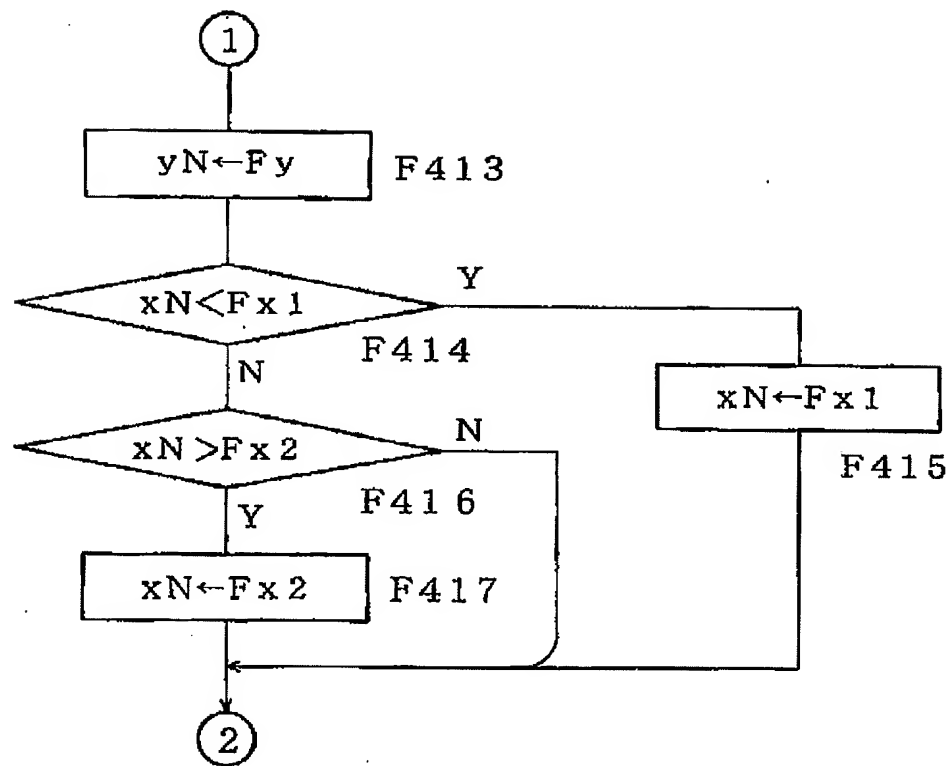 1
yN←Fy F413
xN<Fx1 Y
F414
N
xN←Fx1
xN>Fx2 N
F415
F416
Y
xN←Fx2 F417
2